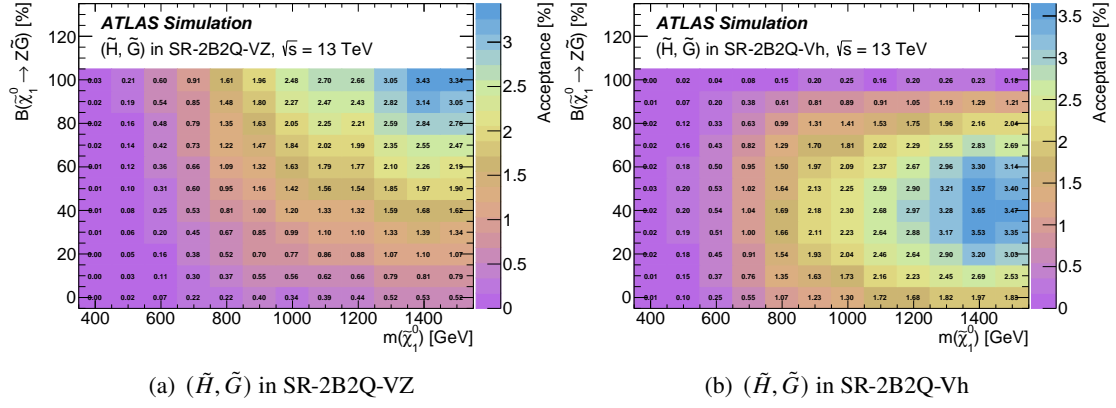 ATLAS Simulation
(H̃, G̃) in SR-2B2Q-VZ, √s = 13 TeV
B(χ̃⁰₁ → ZG̃) [%]
120
100 0.03 0.21 0.60 0.91 1.61 1.96 2.48 2.70 2.66 3.05 3.43 3.34
0.02 0.19 0.54 0.85 1.48 1.80 2.27 2.47 2.43 2.82 3.14 3.05
80 0.02 0.16 0.48 0.79 1.35 1.63 2.05 2.25 2.21 2.59 2.84 2.76
0.02 0.14 0.42 0.73 1.22 1.47 1.84 2.02 1.99 2.35 2.55 2.47
60 0.01 0.12 0.36 0.66 1.09 1.32 1.63 1.79 1.77 2.10 2.26 2.19
0.01 0.10 0.31 0.60 0.95 1.16 1.42 1.56 1.54 1.85 1.97 1.90
40 0.01 0.08 0.25 0.53 0.81 1.00 1.20 1.33 1.32 1.59 1.68 1.62
0.01 0.06 0.20 0.45 0.67 0.85 0.99 1.10 1.10 1.33 1.39 1.34
20 0.00 0.05 0.16 0.38 0.52 0.70 0.77 0.86 0.88 1.07 1.10 1.07
0.00 0.03 0.11 0.30 0.37 0.55 0.56 0.62 0.66 0.79 0.81 0.79
0 0.00 0.02 0.07 0.22 0.22 0.40 0.34 0.39 0.44 0.52 0.53 0.52
400 600 800 1000 1200 1400
m(χ̃⁰₁) [GeV]
Acceptance [%]
3
2.5
2
1.5
1
0.5
0
(a) (H̃, G̃) in SR-2B2Q-VZ
ATLAS Simulation
(H̃, G̃) in SR-2B2Q-Vh, √s = 13 TeV
B(χ̃⁰₁ → ZG̃) [%]
120
100 0.00 0.02 0.04 0.08 0.15 0.20 0.25 0.16 0.20 0.26 0.23 0.18
0.01 0.07 0.20 0.38 0.61 0.81 0.89 0.91 1.05 1.19 1.29 1.21
80 0.02 0.12 0.33 0.63 0.99 1.31 1.41 1.53 1.75 1.96 2.16 2.04
0.02 0.16 0.43 0.82 1.29 1.70 1.81 2.02 2.29 2.55 2.83 2.69
60 0.02 0.18 0.50 0.95 1.50 1.97 2.09 2.37 2.67 2.96 3.30 3.14
0.03 0.20 0.53 1.02 1.64 2.13 2.25 2.59 2.90 3.21 3.57 3.40
40 0.02 0.20 0.54 1.04 1.69 2.18 2.30 2.68 2.97 3.28 3.65 3.47
0.02 0.19 0.51 1.00 1.66 2.11 2.23 2.64 2.88 3.17 3.53 3.35
20 0.02 0.18 0.45 0.91 1.54 1.93 2.04 2.46 2.64 2.90 3.20 3.03
0.01 0.15 0.37 0.76 1.35 1.63 1.73 2.16 2.23 2.45 2.69 2.53
0 0.01 0.10 0.25 0.55 1.07 1.23 1.30 1.72 1.68 1.82 1.97 1.83
400 600 800 1000 1200 1400
m(χ̃⁰₁) [GeV]
Acceptance [%]
3.5
3
2.5
2
1.5
1
0.5
0
(b) (H̃, G̃) in SR-2B2Q-Vh